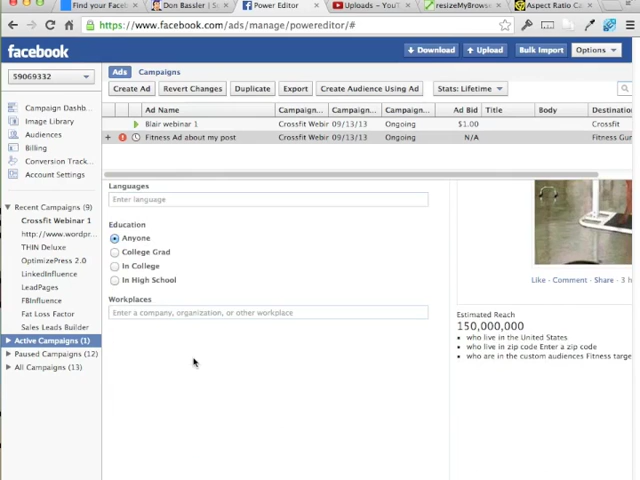 Find your Faceb
Don Bassler | S
Power Editor
Uploads – YouT
resizeMyBrowse
Aspect Ratio C
https://www.facebook.com/ads/manage/powereditor/#
facebook
Download
Upload
Bulk Import
Options
59069332
Ads
Campaigns
Create Ad
Revert Changes
Duplicate
Export
Create Audience Using Ad
Stats: Lifetime
Ad Name Campaign... Campaign... Campaign... Ad Bid Title Body Destinatio
Blair webinar 1 Crossfit Webir 09/13/13 Ongoing $1.00 Crossfit
Fitness Ad about my post Crossfit Webir 09/13/13 Ongoing N/A Fitness Gur
Campaign Dashb...
Image Library
Audiences
Billing
Conversion Track...
Account Settings
Recent Campaigns (9)
Crossfit Webinar 1
http://www.wordpr...
THIN Deluxe
OptimizePress 2.0
LinkedInfluence
LeadPages
FBInfluence
Fat Loss Factor
Sales Leads Builder
Active Campaigns (1)
Paused Campaigns (12)
All Campaigns (13)
Languages
Enter language
Education
Anyone
College Grad
In College
In High School
Workplaces
Enter a company, organization, or other workplace
Like · Comment · Share · 3 h
Estimated Reach
150,000,000
who live in the United States
who live in zip code Enter a zip code
who are in the custom audiences Fitness targe